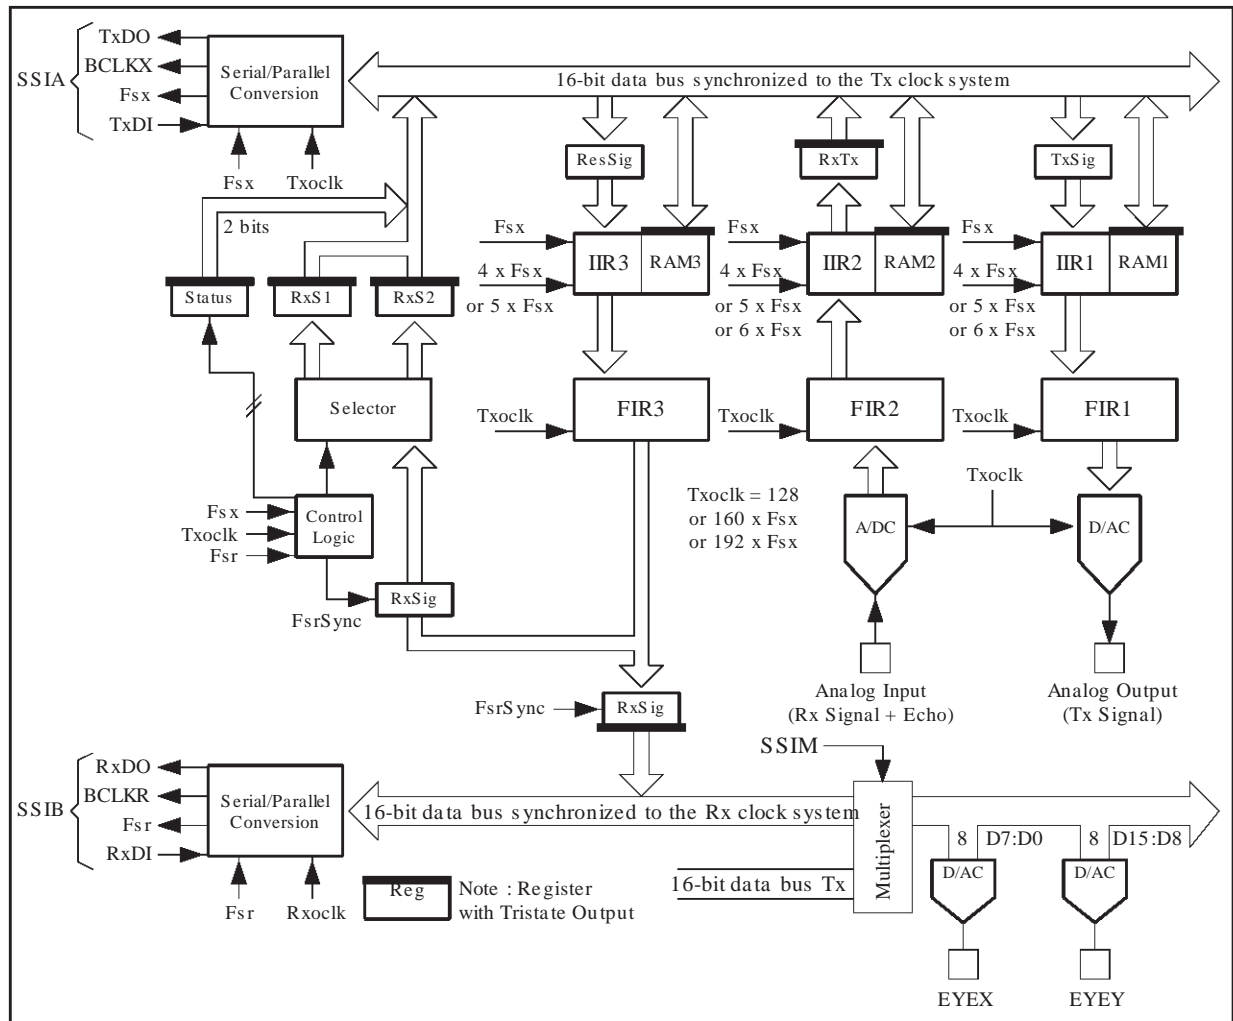 TxDO
BCLKX
SSIA
Fsx
TxDI
Serial/Parallel
Conversion
16-bit data bus synchronized to the Tx clock system
Fsx
Txoclk
ResSig
RxTx
TxSig
2 bits
Status
RxS1
RxS2
Fsx
4 x Fsx
or 5 x Fsx
IIR3
RAM3
Fsx
4 x Fsx
or 5 x Fsx
or 6 x Fsx
IIR2
RAM2
Fsx
4 x Fsx
or 5 x Fsx
or 6 x Fsx
IIR1
RAM1
Selector
Txoclk
FIR3
Txoclk
FIR2
Txoclk
FIR1
Fsx
Txoclk
Fsr
Control
Logic
Txoclk = 128
or 160 x Fsx
or 192 x Fsx
A/DC
Txoclk
D/AC
FsrSync
RxSig
Analog Input
(Rx Signal + Echo)
Analog Output
(Tx Signal)
FsrSync
RxSig
SSIM
RxDO
BCLKR
SSIB
Fsr
RxDI
Serial/Parallel
Conversion
16-bit data bus synchronized to the Rx clock system
Multiplexer
8
D7:D0
8
D15:D8
D/AC
D/AC
16-bit data bus Tx
Fsr
Rxoclk
Reg
Note : Register
with Tristate Output
EYEX
EYEY